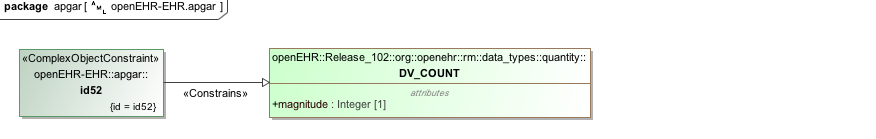 package apgar [ AML openEHR-EHR.apgar ]
«ComplexObjectConstraint»
openEHR-EHR::apgar::
id52
{id = id52}
«Constrains»
openEHR::Release_102::org::openehr::rm::data_types::quantity::
DV_COUNT
attributes
+magnitude : Integer [1]